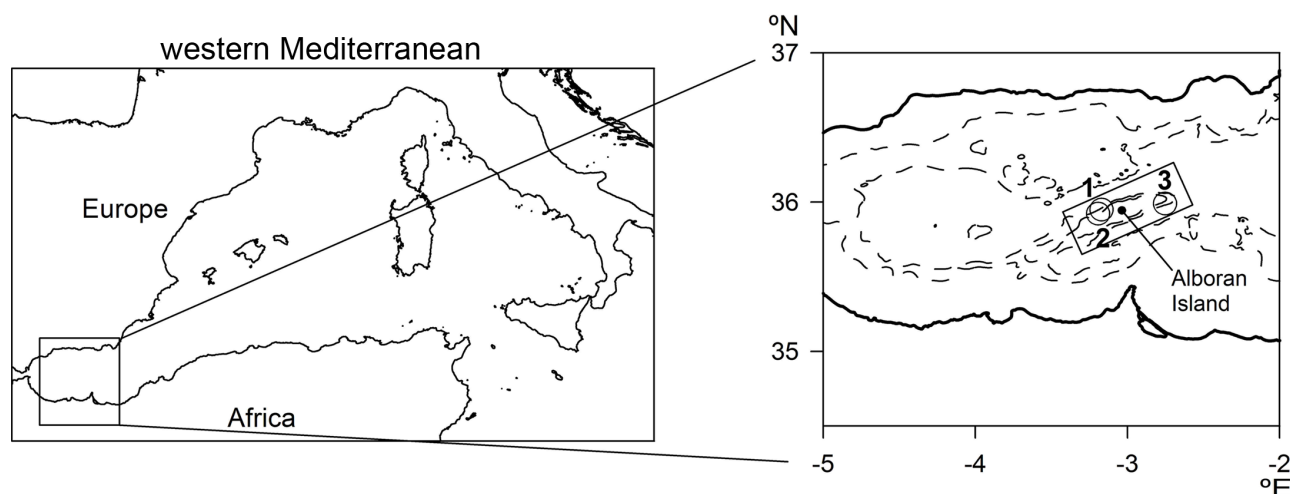 western Mediterranean
Europe
Africa
ºN
37
36
35
1
2
3
Alboran
Island
-5
-4
-3
-2
ºE